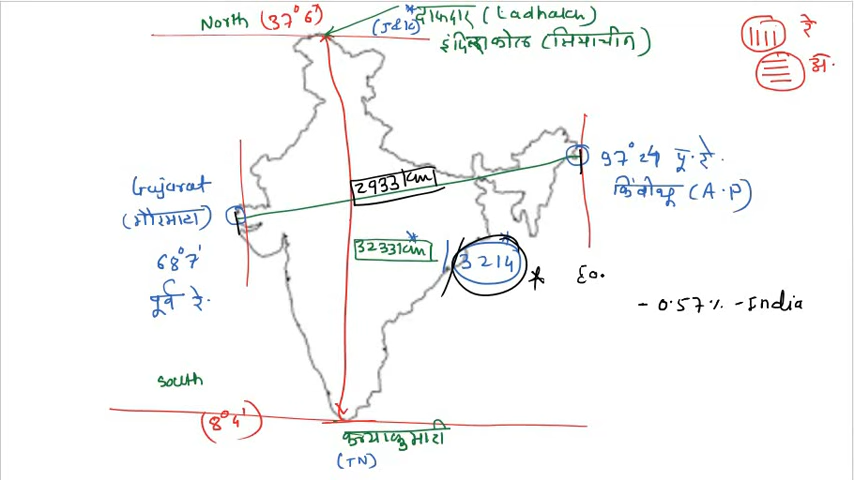 North (37° 6')
(J&K)
(Ladhakh)
इंदिरा कोल (सियाचीन)
रे
अ.
97° 24' पू. रे.
किबीथू (A.P)
2933 km
Gujarat
(गौरमाटा)
68° 7'
पूर्व रे.
3233 km
3214
- 0.57% - India
South
(8° 4')
कन्याकुमारी
(TN)